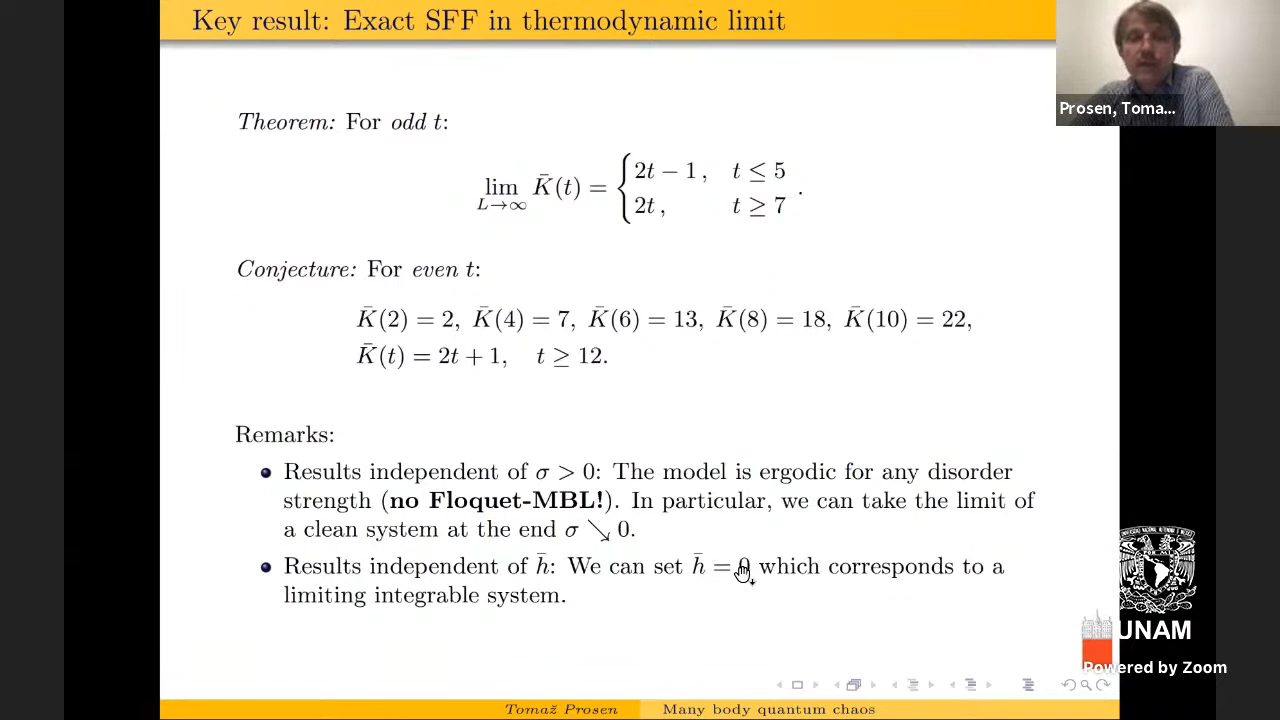 Key result: Exact SFF in thermodynamic limit
Prosen, Toma...
Theorem: For odd t:
lim L→∞ K̄(t) = { 2t − 1, t ≤ 5
2t, t ≥ 7 .
Conjecture: For even t:
K̄(2) = 2, K̄(4) = 7, K̄(6) = 13, K̄(8) = 18, K̄(10) = 22,
K̄(t) = 2t + 1, t ≥ 12.
Remarks:
Results independent of σ > 0: The model is ergodic for any disorder
strength (no Floquet-MBL!). In particular, we can take the limit of
a clean system at the end σ ↘ 0.
Results independent of h̄: We can set h̄ = 0 which corresponds to a
limiting integrable system.
UNAM
Powered by Zoom
Tomaž Prosen
Many body quantum chaos